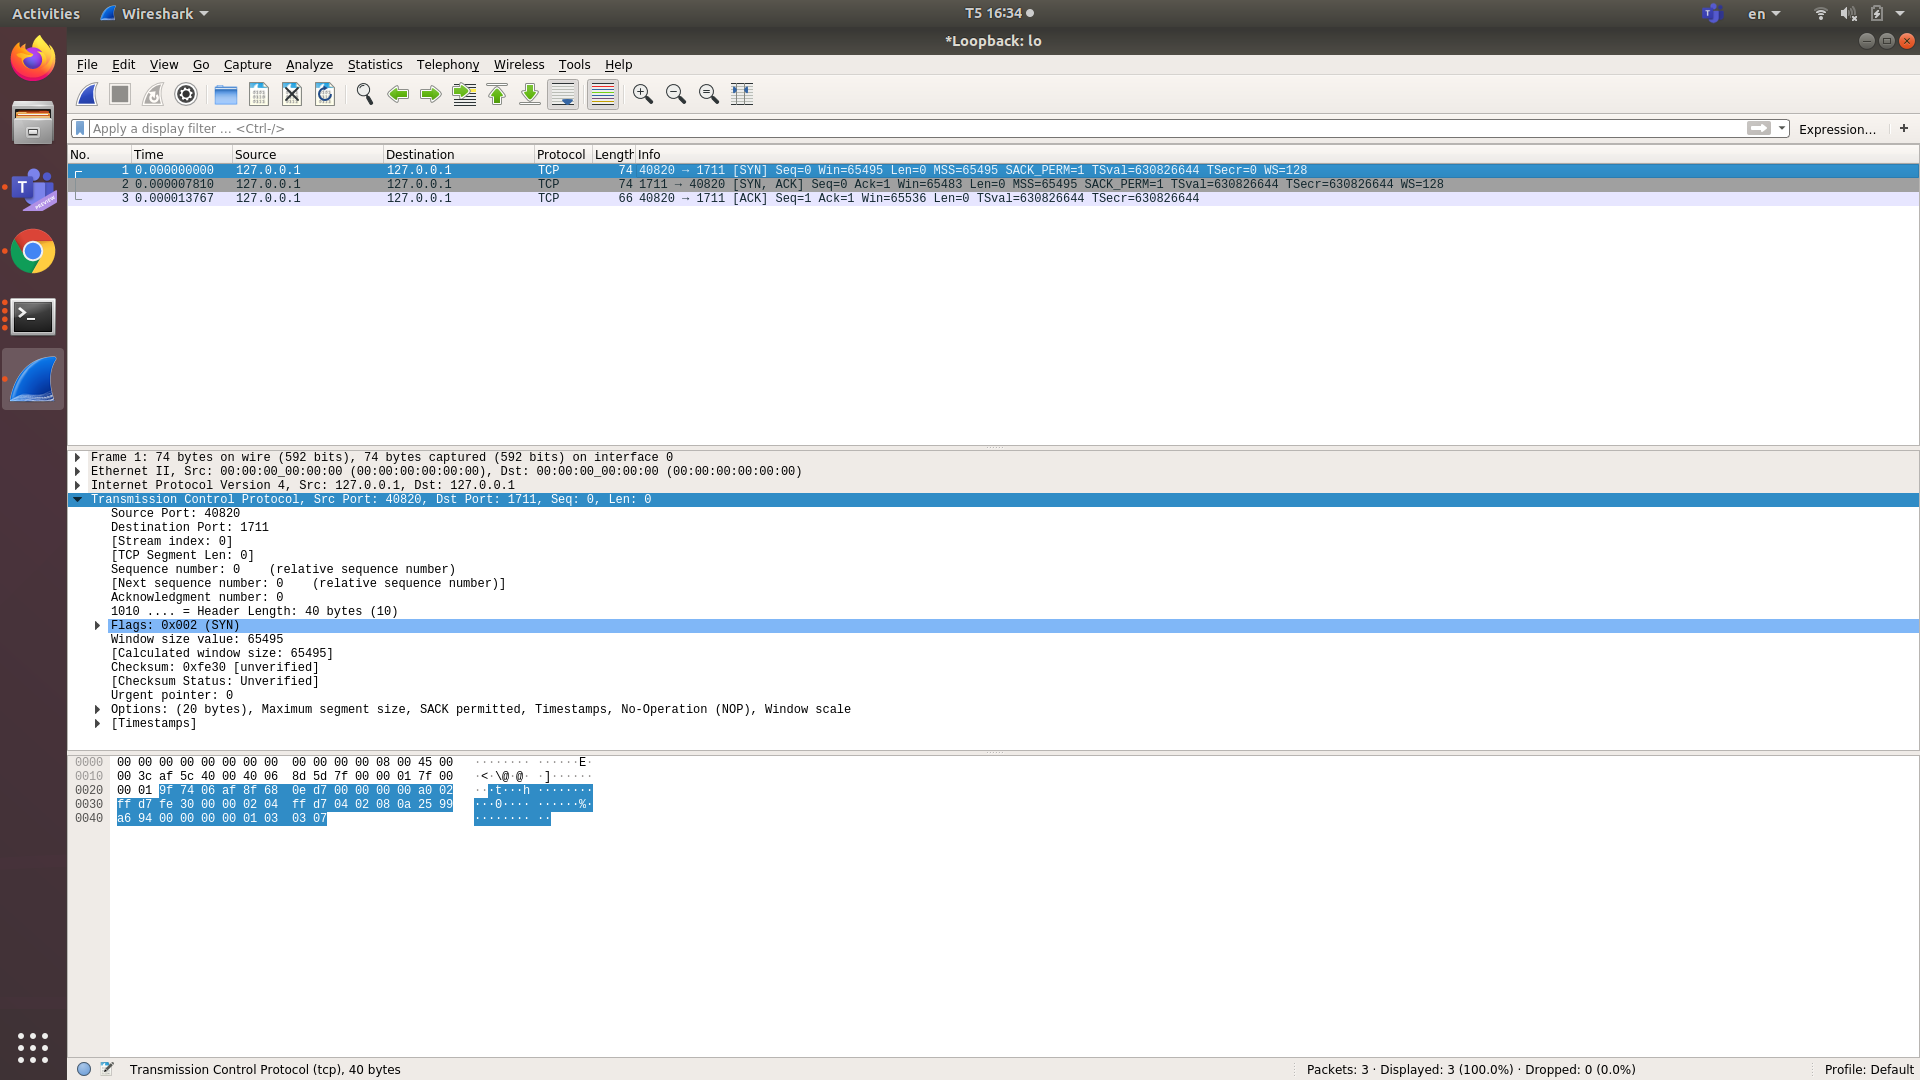 Activities Wireshark T5 16:34 en
*Loopback: lo
File Edit View Go Capture Analyze Statistics Telephony Wireless Tools Help
Apply a display filter … <Ctrl-/> Expression… +
No. Time Source Destination Protocol Length Info
1 0.000000000 127.0.0.1 127.0.0.1 TCP 74 40820 → 1711 [SYN] Seq=0 Win=65495 Len=0 MSS=65495 SACK_PERM=1 TSval=630826644 TSecr=0 WS=128
2 0.000007810 127.0.0.1 127.0.0.1 TCP 74 1711 → 40820 [SYN, ACK] Seq=0 Ack=1 Win=65483 Len=0 MSS=65495 SACK_PERM=1 TSval=630826644 TSecr=630826644 WS=128
3 0.000013767 127.0.0.1 127.0.0.1 TCP 66 40820 → 1711 [ACK] Seq=1 Ack=1 Win=65536 Len=0 TSval=630826644 TSecr=630826644
Frame 1: 74 bytes on wire (592 bits), 74 bytes captured (592 bits) on interface 0
Ethernet II, Src: 00:00:00_00:00:00 (00:00:00:00:00:00), Dst: 00:00:00_00:00:00 (00:00:00:00:00:00)
Internet Protocol Version 4, Src: 127.0.0.1, Dst: 127.0.0.1
Transmission Control Protocol, Src Port: 40820, Dst Port: 1711, Seq: 0, Len: 0
Source Port: 40820
Destination Port: 1711
[Stream index: 0]
[TCP Segment Len: 0]
Sequence number: 0 (relative sequence number)
[Next sequence number: 0 (relative sequence number)]
Acknowledgment number: 0
1010 .... = Header Length: 40 bytes (10)
Flags: 0x002 (SYN)
Window size value: 65495
[Calculated window size: 65495]
Checksum: 0xfe30 [unverified]
[Checksum Status: Unverified]
Urgent pointer: 0
Options: (20 bytes), Maximum segment size, SACK permitted, Timestamps, No-Operation (NOP), Window scale
[Timestamps]
0000 00 00 00 00 00 00 00 00 00 00 00 00 08 00 45 00 ········ ······E·
0010 00 3c af 5c 40 00 40 06 8d 5d 7f 00 00 01 7f 00 ·<·\@·@· ·]······
0020 00 01 9f 74 06 af 8f 68 0e d7 00 00 00 00 a0 02 ···t···h ········
0030 ff d7 fe 30 00 00 02 04 ff d7 04 02 08 0a 25 99 ···0···· ······%·
0040 a6 94 00 00 00 00 01 03 03 07 ········ ··
Transmission Control Protocol (tcp), 40 bytes Packets: 3 · Displayed: 3 (100.0%) · Dropped: 0 (0.0%) Profile: Default